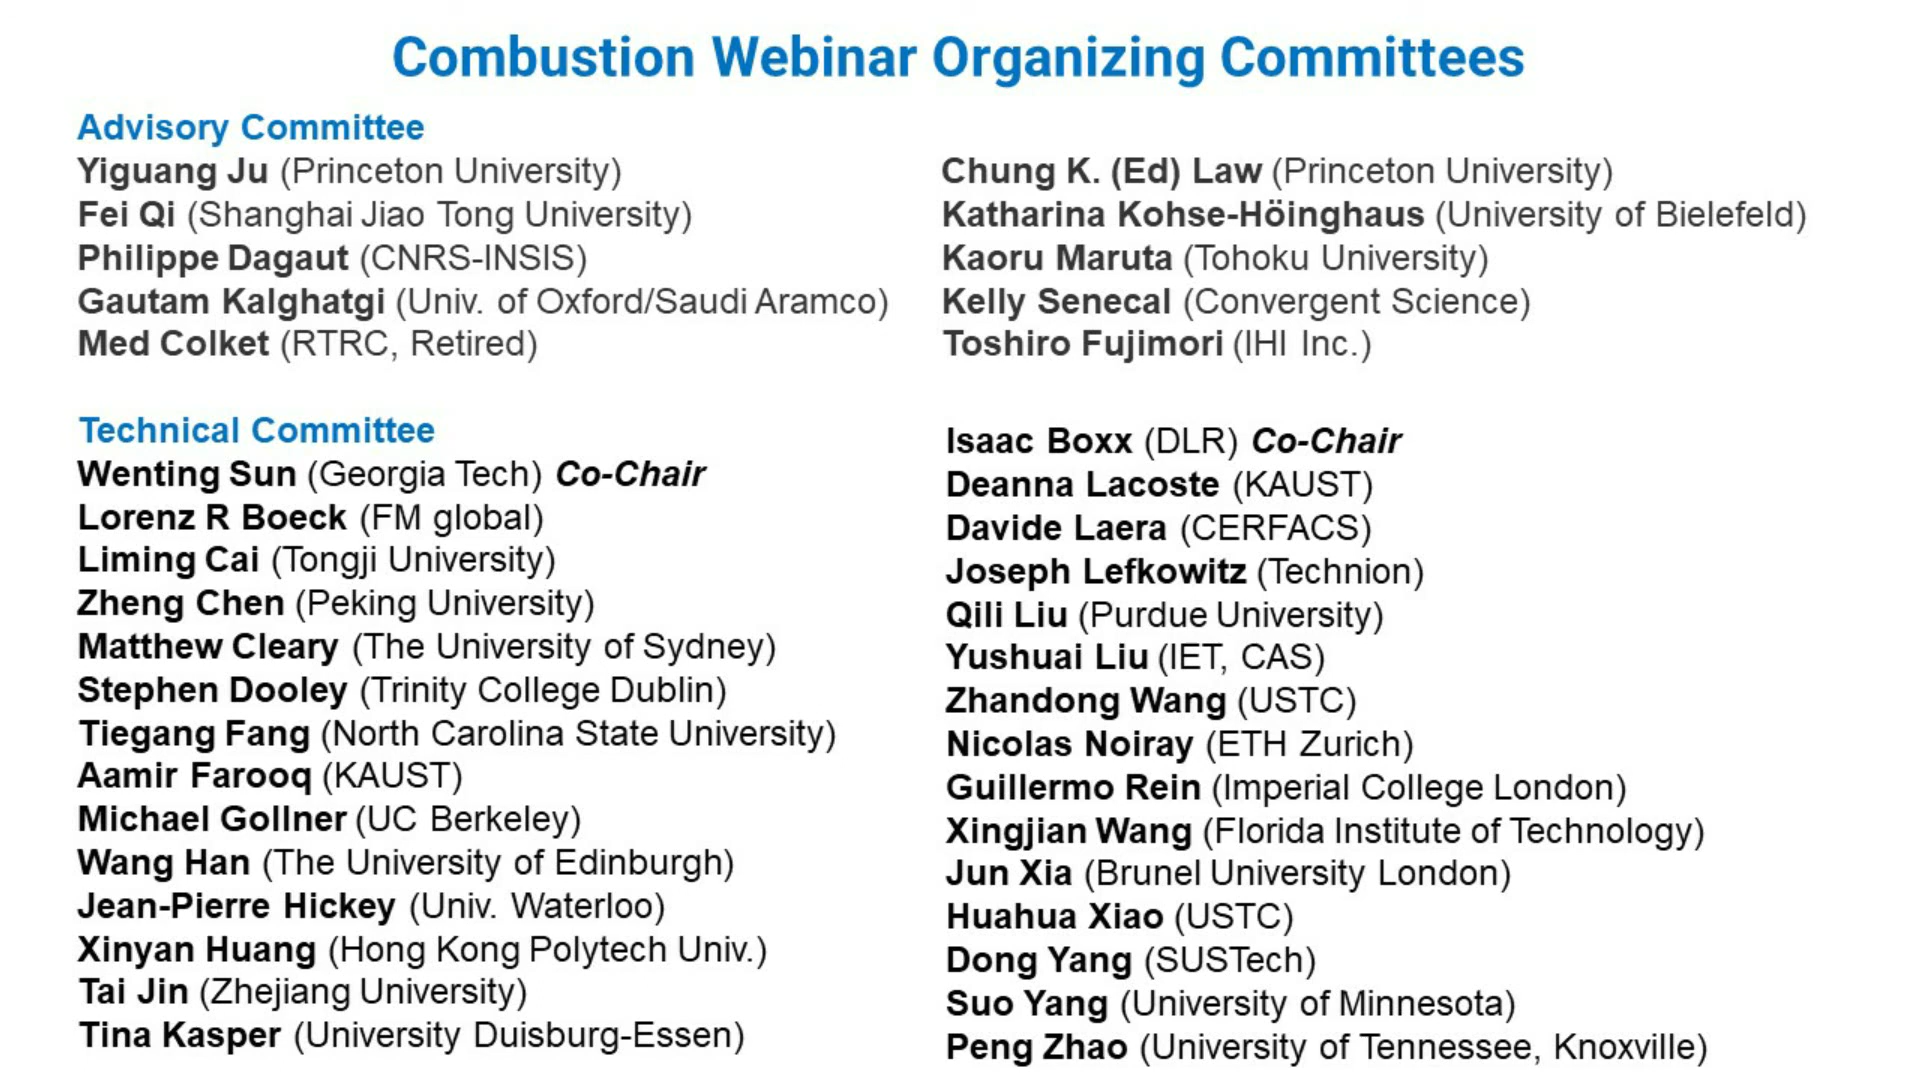 Combustion Webinar Organizing Committees
Advisory Committee
Yiguang Ju (Princeton University)
Fei Qi (Shanghai Jiao Tong University)
Philippe Dagaut (CNRS-INSIS)
Gautam Kalghatgi (Univ. of Oxford/Saudi Aramco)
Med Colket (RTRC, Retired)
Chung K. (Ed) Law (Princeton University)
Katharina Kohse-Höinghaus (University of Bielefeld)
Kaoru Maruta (Tohoku University)
Kelly Senecal (Convergent Science)
Toshiro Fujimori (IHI Inc.)
Technical Committee
Wenting Sun (Georgia Tech) Co-Chair
Lorenz R Boeck (FM global)
Liming Cai (Tongji University)
Zheng Chen (Peking University)
Matthew Cleary (The University of Sydney)
Stephen Dooley (Trinity College Dublin)
Tiegang Fang (North Carolina State University)
Aamir Farooq (KAUST)
Michael Gollner (UC Berkeley)
Wang Han (The University of Edinburgh)
Jean-Pierre Hickey (Univ. Waterloo)
Xinyan Huang (Hong Kong Polytech Univ.)
Tai Jin (Zhejiang University)
Tina Kasper (University Duisburg-Essen)
Isaac Boxx (DLR) Co-Chair
Deanna Lacoste (KAUST)
Davide Laera (CERFACS)
Joseph Lefkowitz (Technion)
Qili Liu (Purdue University)
Yushuai Liu (IET, CAS)
Zhandong Wang (USTC)
Nicolas Noiray (ETH Zurich)
Guillermo Rein (Imperial College London)
Xingjian Wang (Florida Institute of Technology)
Jun Xia (Brunel University London)
Huahua Xiao (USTC)
Dong Yang (SUSTech)
Suo Yang (University of Minnesota)
Peng Zhao (University of Tennessee, Knoxville)